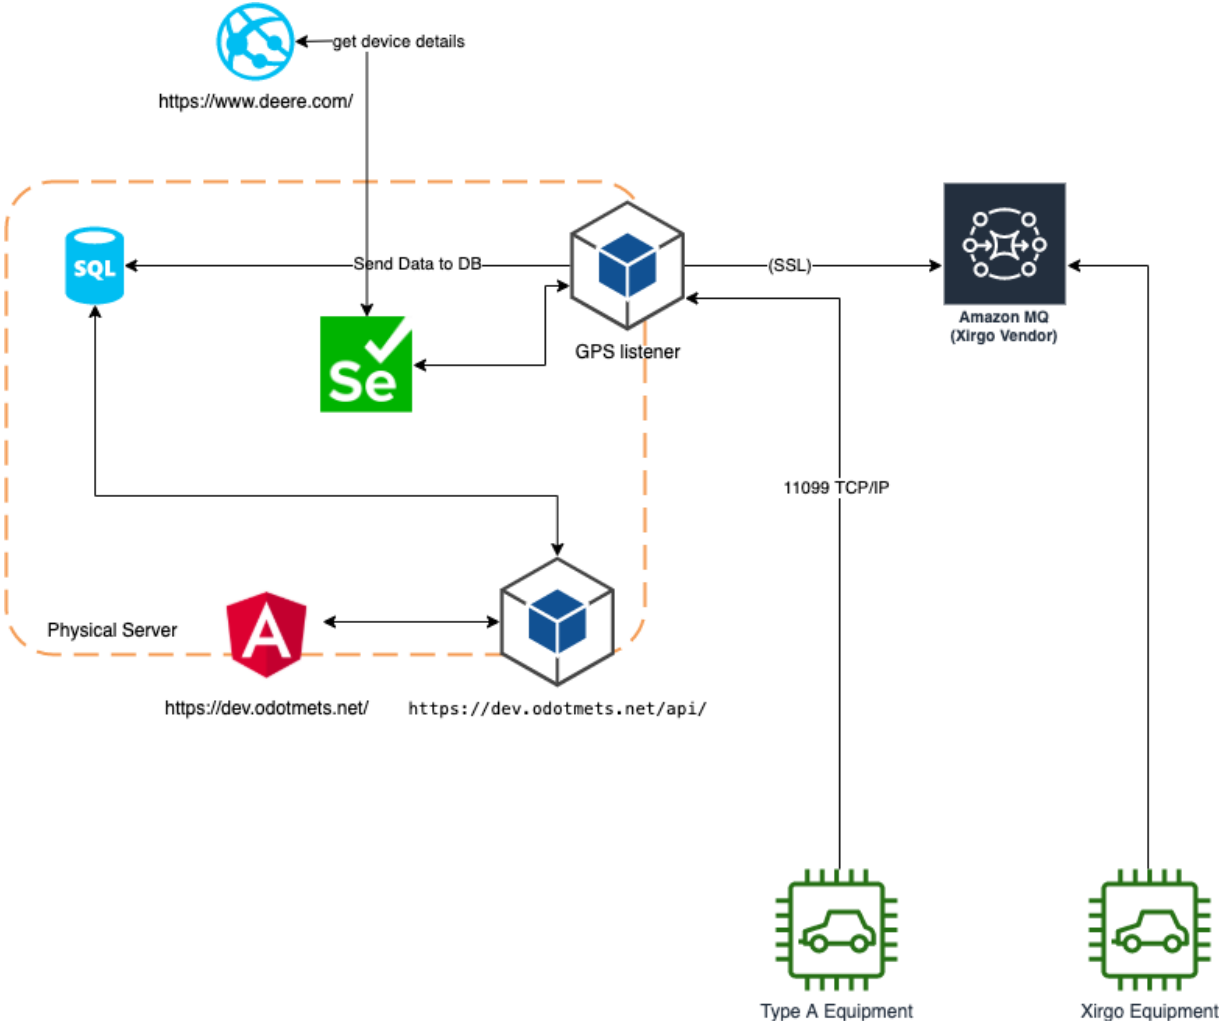 get device details
https://www.deere.com/
SQL
Send Data to DB
(SSL)
Amazon MQ
(Xirgo Vendor)
Se
GPS listener
11099 TCP/IP
Physical Server
A
https://dev.odotmets.net/
https://dev.odotmets.net/api/
Type A Equipment
Xirgo Equipment